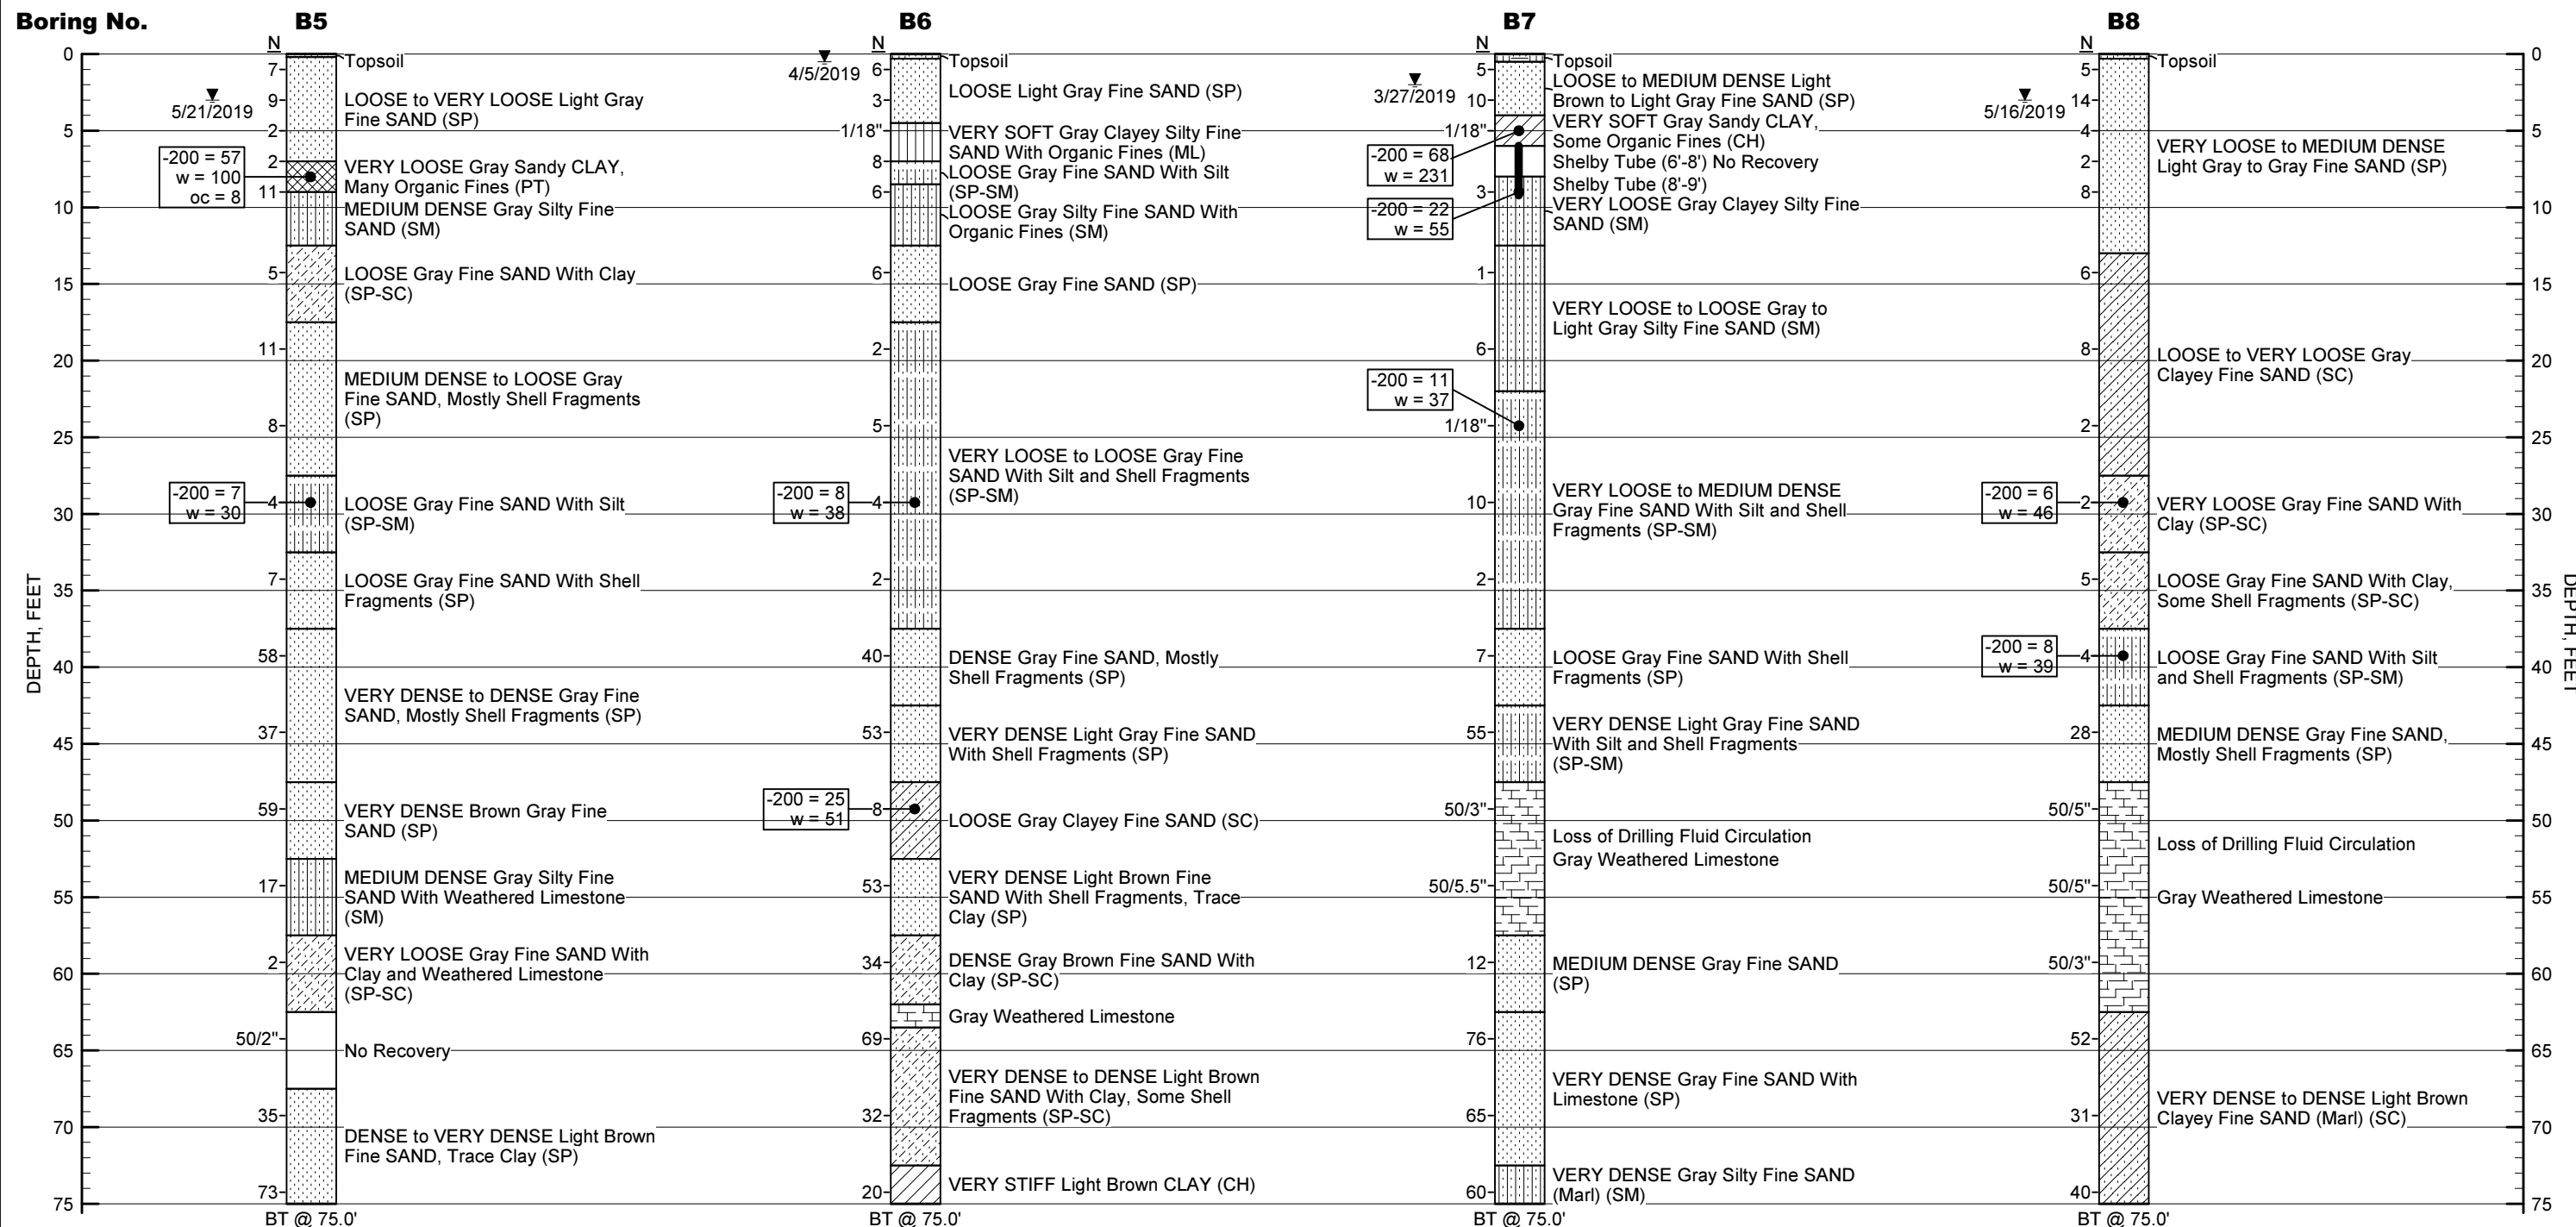 Boring No.
B5
B6
B7
B8
DEPTH, FEET
0
5
10
15
20
25
30
35
40
45
50
55
60
65
70
75
N
7
9
2
2
11
5
11
8
4
7
58
37
59
17
2
50/2"
35
73
5/21/2019
-200 = 57
w = 100
oc = 8
-200 = 7
w = 30
Topsoil
LOOSE to VERY LOOSE Light Gray
Fine SAND (SP)
VERY LOOSE Gray Sandy CLAY,
Many Organic Fines (PT)
MEDIUM DENSE Gray Silty Fine
SAND (SM)
LOOSE Gray Fine SAND With Clay
(SP-SC)
MEDIUM DENSE to LOOSE Gray
Fine SAND, Mostly Shell Fragments
(SP)
LOOSE Gray Fine SAND With Silt
(SP-SM)
LOOSE Gray Fine SAND With Shell
Fragments (SP)
VERY DENSE to DENSE Gray Fine
SAND, Mostly Shell Fragments (SP)
VERY DENSE Brown Gray Fine
SAND (SP)
MEDIUM DENSE Gray Silty Fine
SAND With Weathered Limestone
(SM)
VERY LOOSE Gray Fine SAND With
Clay and Weathered Limestone
(SP-SC)
No Recovery
DENSE to VERY DENSE Light Brown
Fine SAND, Trace Clay (SP)
BT @ 75.0'
4/5/2019
N
6
3
1/18"
8
6
6
2
5
4
2
40
53
8
53
34
69
32
20
-200 = 8
w = 38
-200 = 25
w = 51
Topsoil
LOOSE Light Gray Fine SAND (SP)
VERY SOFT Gray Clayey Silty Fine
SAND With Organic Fines (ML)
LOOSE Gray Fine SAND With Silt
(SP-SM)
LOOSE Gray Silty Fine SAND With
Organic Fines (SM)
LOOSE Gray Fine SAND (SP)
VERY LOOSE to LOOSE Gray Fine
SAND With Silt and Shell Fragments
(SP-SM)
DENSE Gray Fine SAND, Mostly
Shell Fragments (SP)
VERY DENSE Light Gray Fine SAND
With Shell Fragments (SP)
LOOSE Gray Clayey Fine SAND (SC)
VERY DENSE Light Brown Fine
SAND With Shell Fragments, Trace
Clay (SP)
DENSE Gray Brown Fine SAND With
Clay (SP-SC)
Gray Weathered Limestone
VERY DENSE to DENSE Light Brown
Fine SAND With Clay, Some Shell
Fragments (SP-SC)
VERY STIFF Light Brown CLAY (CH)
BT @ 75.0'
3/27/2019
N
5
10
1/18"
3
1
6
1/18"
10
2
7
55
50/3"
50/5.5"
12
76
65
60
-200 = 68
w = 231
-200 = 22
w = 55
-200 = 11
w = 37
Topsoil
LOOSE to MEDIUM DENSE Light
Brown to Light Gray Fine SAND (SP)
VERY SOFT Gray Sandy CLAY,
Some Organic Fines (CH)
Shelby Tube (6'-8') No Recovery
Shelby Tube (8'-9')
VERY LOOSE Gray Clayey Silty Fine
SAND (SM)
VERY LOOSE to LOOSE Gray to
Light Gray Silty Fine SAND (SM)
VERY LOOSE to MEDIUM DENSE
Gray Fine SAND With Silt and Shell
Fragments (SP-SM)
LOOSE Gray Fine SAND With Shell
Fragments (SP)
VERY DENSE Light Gray Fine SAND
With Silt and Shell Fragments
(SP-SM)
Loss of Drilling Fluid Circulation
Gray Weathered Limestone
MEDIUM DENSE Gray Fine SAND
(SP)
VERY DENSE Gray Fine SAND With
Limestone (SP)
VERY DENSE Gray Silty Fine SAND
(Marl) (SM)
BT @ 75.0'
5/16/2019
N
5
14
4
2
8
6
8
2
2
5
4
28
50/5"
50/5"
50/3"
52
31
40
-200 = 6
w = 46
-200 = 8
w = 39
Topsoil
VERY LOOSE to MEDIUM DENSE
Light Gray to Gray Fine SAND (SP)
LOOSE to VERY LOOSE Gray
Clayey Fine SAND (SC)
VERY LOOSE Gray Fine SAND With
Clay (SP-SC)
LOOSE Gray Fine SAND With Clay,
Some Shell Fragments (SP-SC)
LOOSE Gray Fine SAND With Silt
and Shell Fragments (SP-SM)
MEDIUM DENSE Gray Fine SAND,
Mostly Shell Fragments (SP)
Loss of Drilling Fluid Circulation
Gray Weathered Limestone
VERY DENSE to DENSE Light Brown
Clayey Fine SAND (Marl) (SC)
BT @ 75.0'
0
5
10
15
20
25
30
35
40
45
50
55
60
65
70
75
DEPTH, FEET